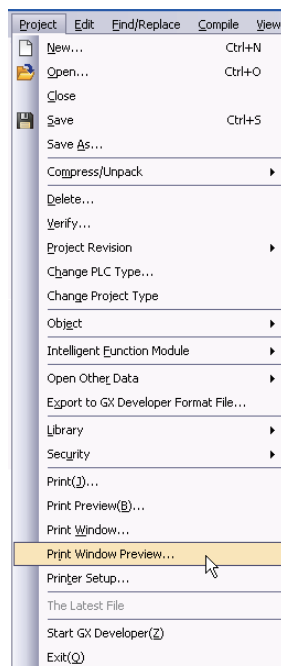 Project Edit Find/Replace Compile View
New... Ctrl+N
Open... Ctrl+O
Close
Save Ctrl+S
Save As...
Compress/Unpack
Delete...
Verify...
Project Revision
Change PLC Type...
Change Project Type
Object
Intelligent Function Module
Open Other Data
Export to GX Developer Format File...
Library
Security
Print(J)...
Print Preview(B)...
Print Window...
Print Window Preview...
Printer Setup...
The Latest File
Start GX Developer(Z)
Exit(Q)